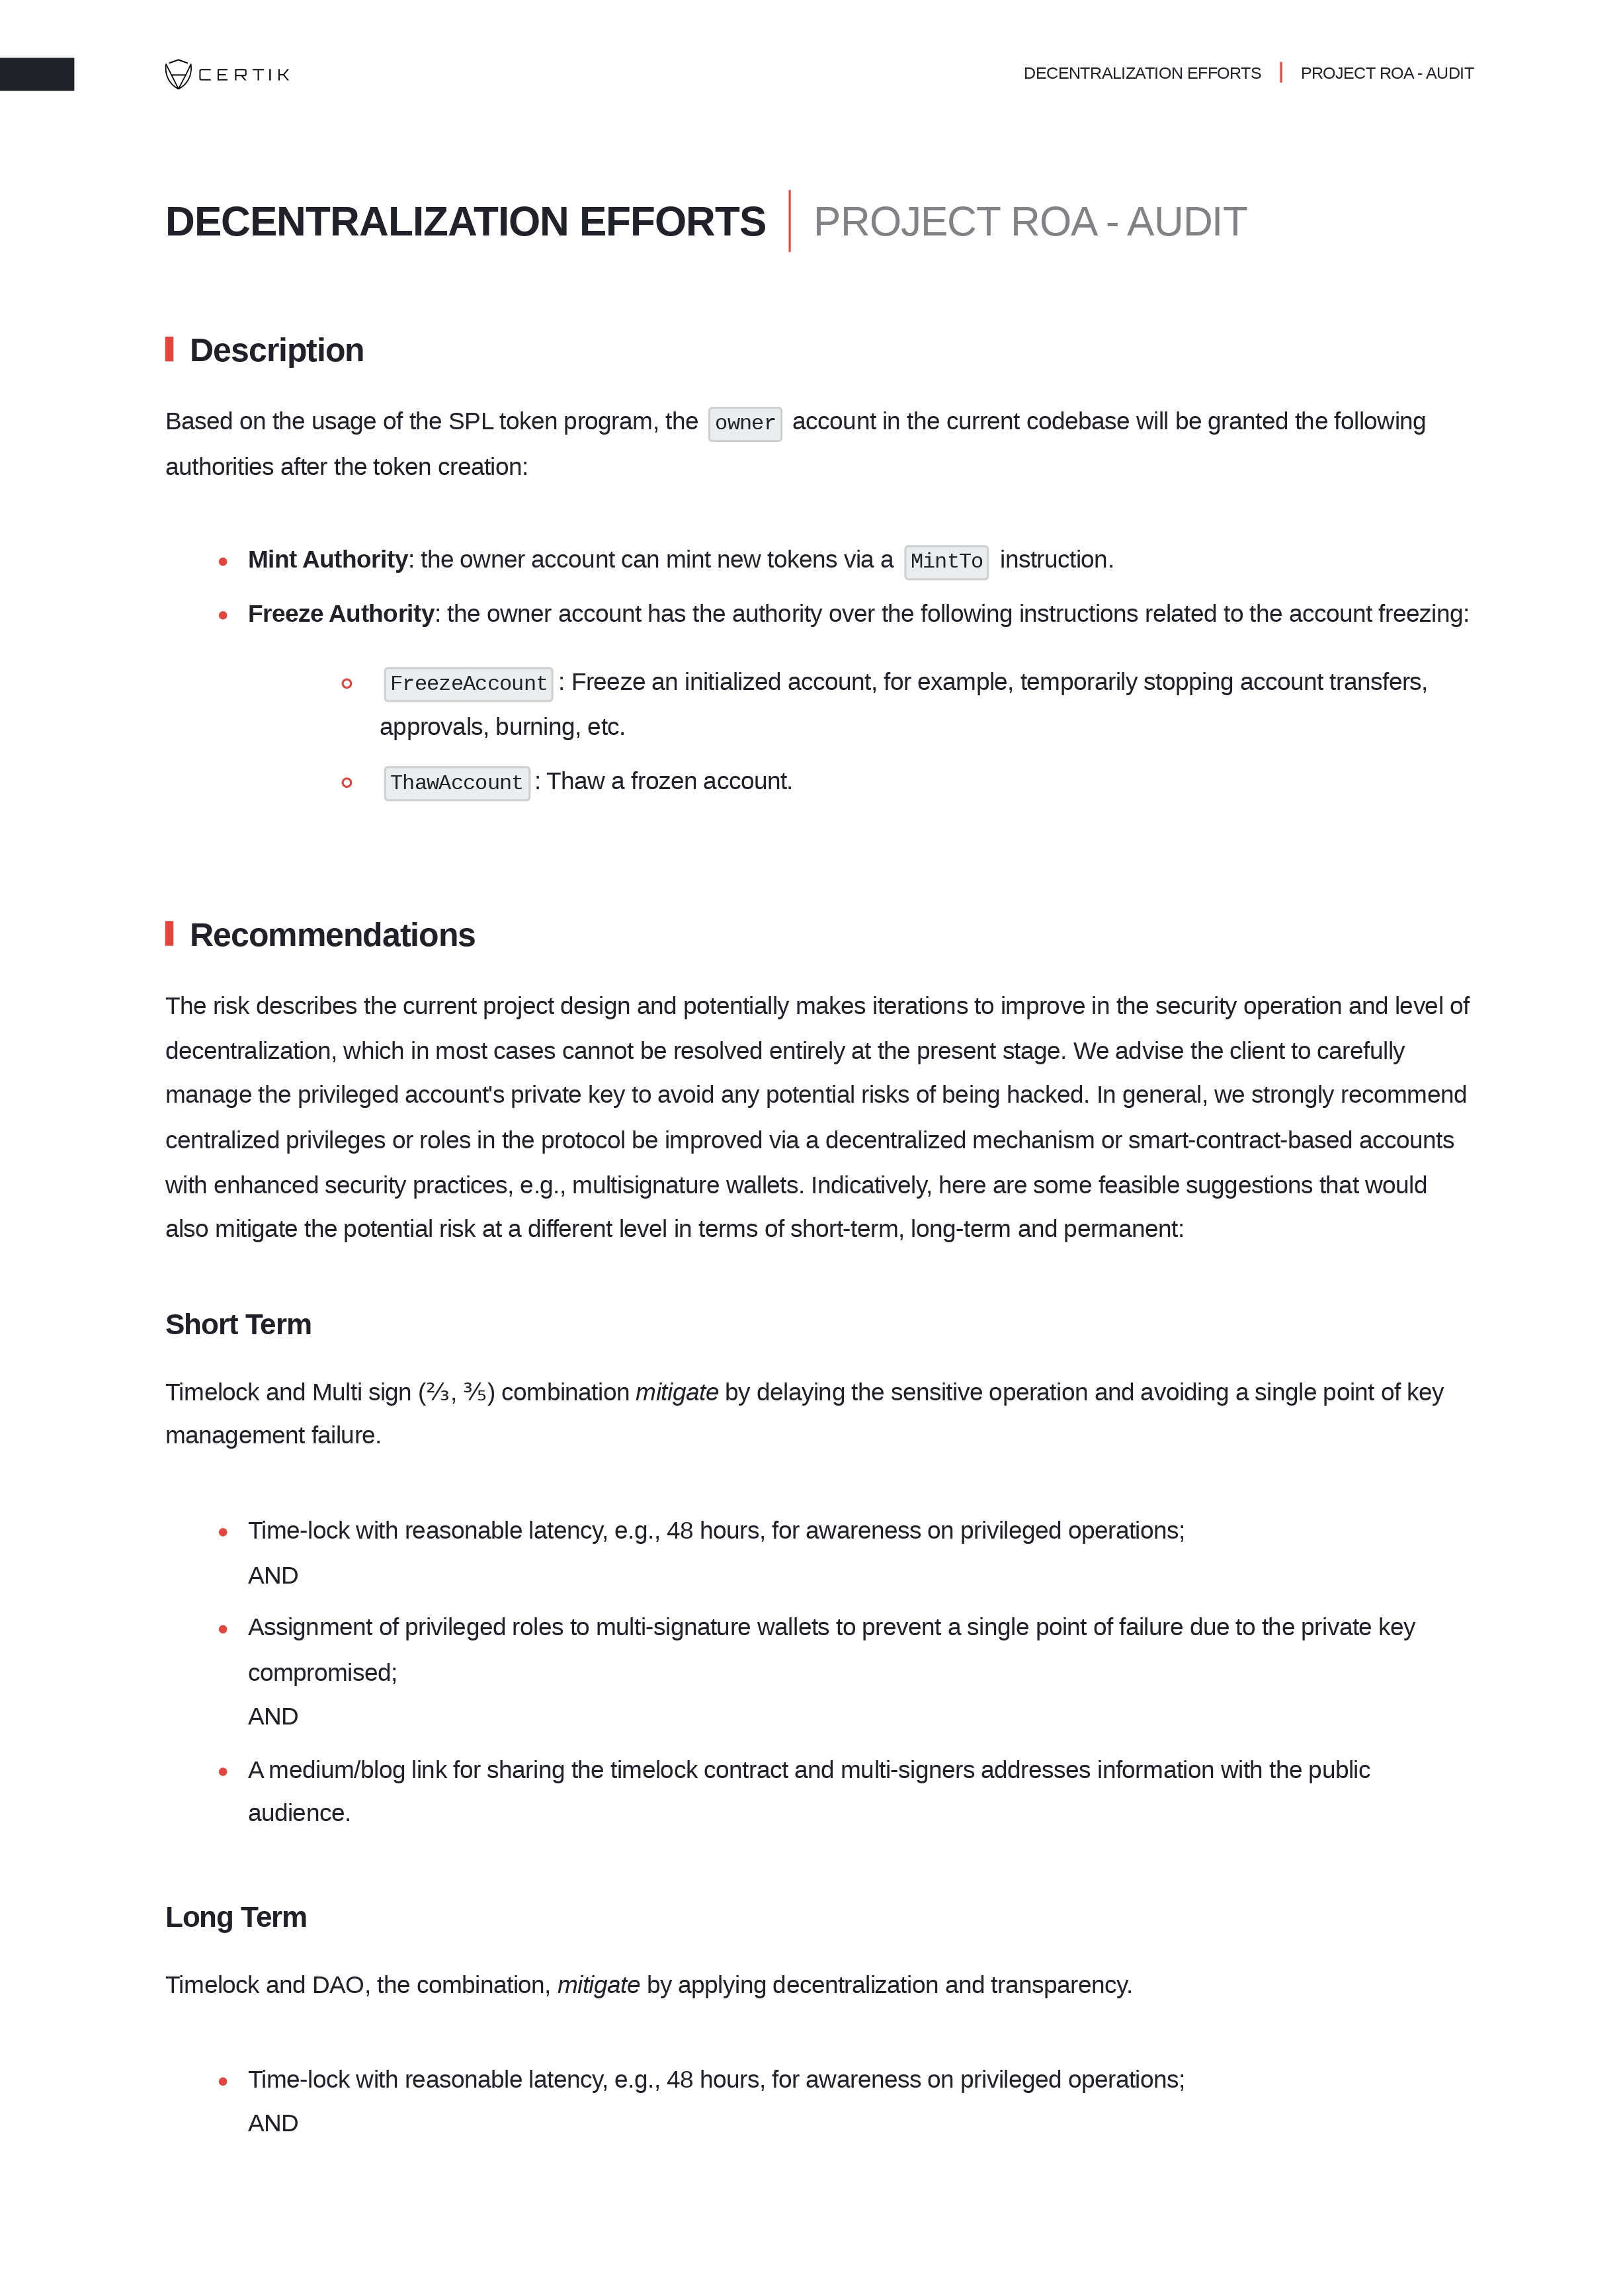 CERTIK
DECENTRALIZATION EFFORTS | PROJECT ROA - AUDIT
DECENTRALIZATION EFFORTS | PROJECT ROA - AUDIT
Description
Based on the usage of the SPL token program, the owner account in the current codebase will be granted the following
authorities after the token creation:
Mint Authority: the owner account can mint new tokens via a MintTo instruction.
Freeze Authority: the owner account has the authority over the following instructions related to the account freezing:
FreezeAccount : Freeze an initialized account, for example, temporarily stopping account transfers,
approvals, burning, etc.
ThawAccount : Thaw a frozen account.
Recommendations
The risk describes the current project design and potentially makes iterations to improve in the security operation and level of
decentralization, which in most cases cannot be resolved entirely at the present stage. We advise the client to carefully
manage the privileged account's private key to avoid any potential risks of being hacked. In general, we strongly recommend
centralized privileges or roles in the protocol be improved via a decentralized mechanism or smart-contract-based accounts
with enhanced security practices, e.g., multisignature wallets. Indicatively, here are some feasible suggestions that would
also mitigate the potential risk at a different level in terms of short-term, long-term and permanent:
Short Term
Timelock and Multi sign (⅔, ⅗) combination mitigate by delaying the sensitive operation and avoiding a single point of key
management failure.
Time-lock with reasonable latency, e.g., 48 hours, for awareness on privileged operations;
AND
Assignment of privileged roles to multi-signature wallets to prevent a single point of failure due to the private key
compromised;
AND
A medium/blog link for sharing the timelock contract and multi-signers addresses information with the public
audience.
Long Term
Timelock and DAO, the combination, mitigate by applying decentralization and transparency.
Time-lock with reasonable latency, e.g., 48 hours, for awareness on privileged operations;
AND